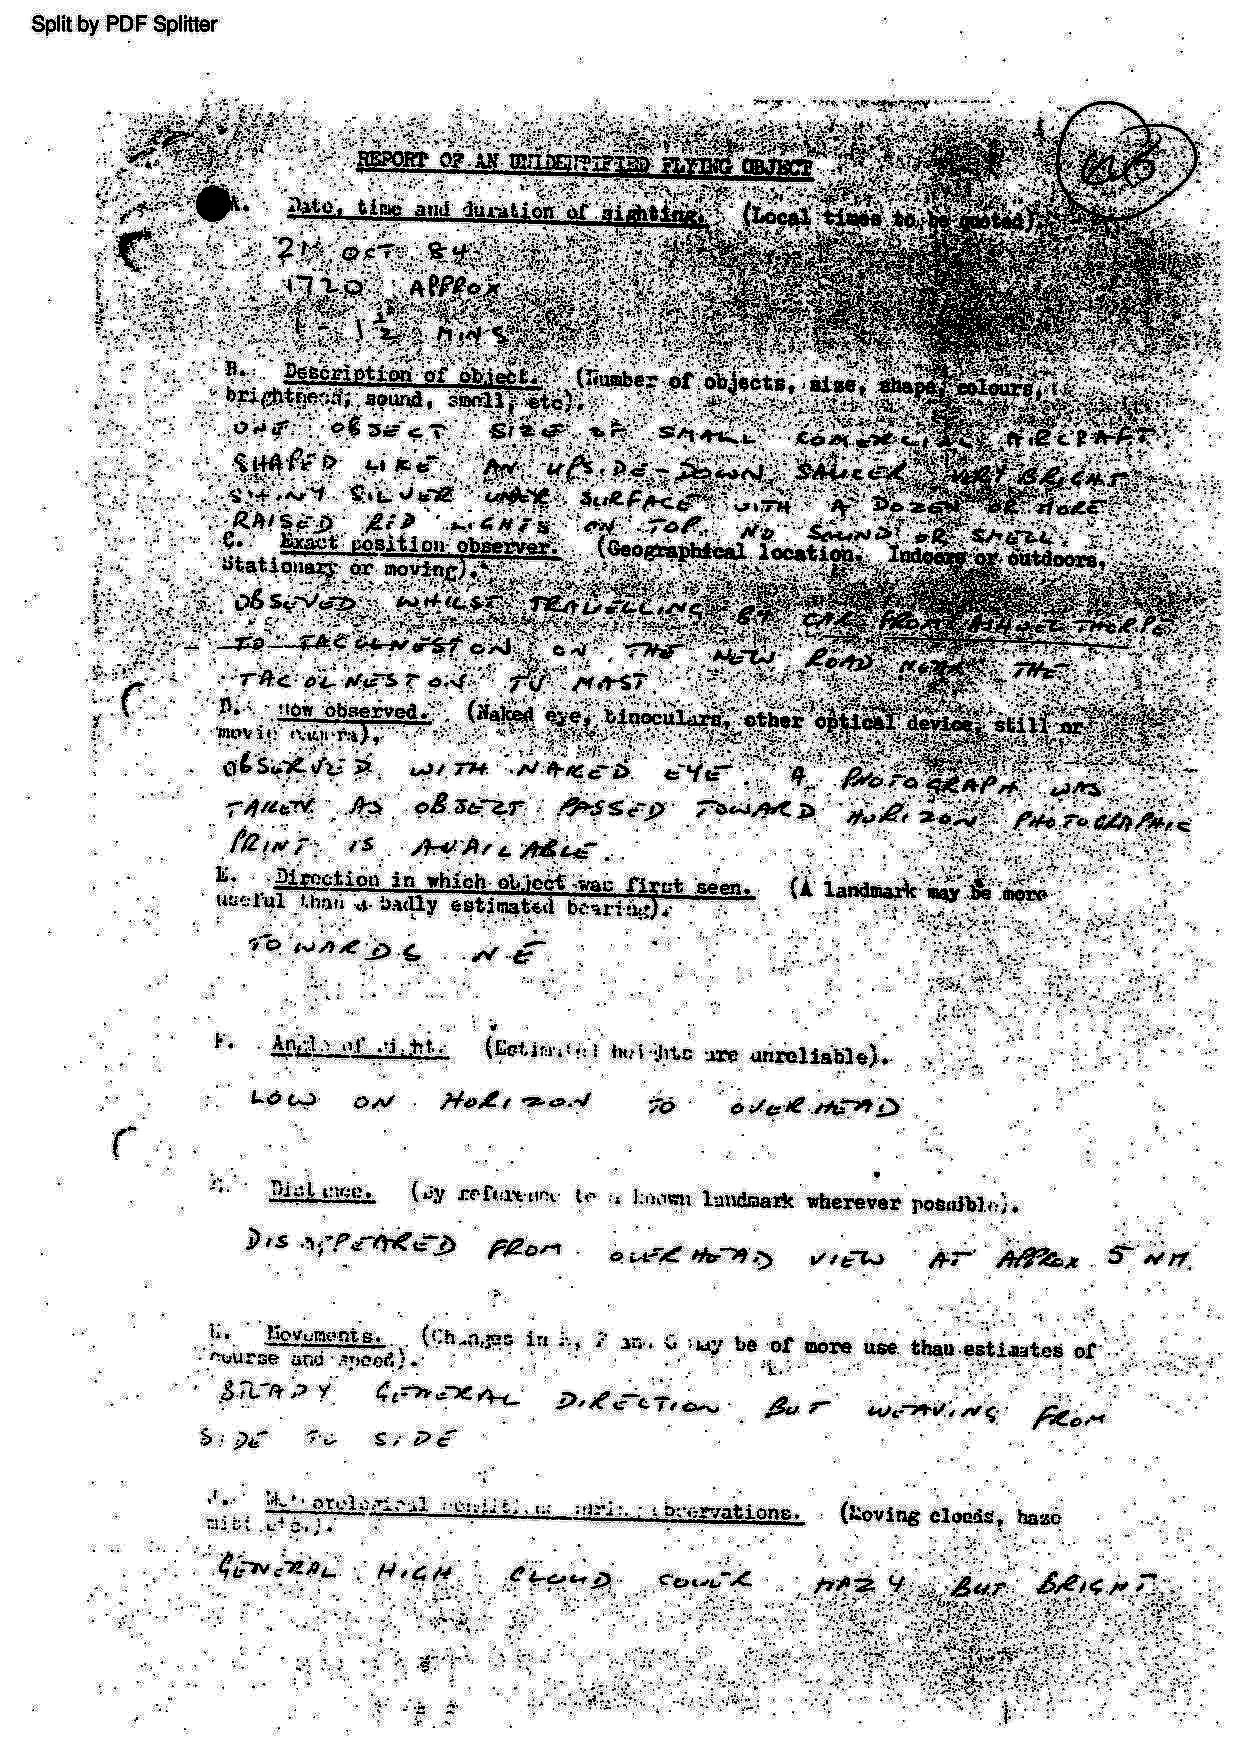 Split by PDF Splitter
REPORT OF AN UNIDENTIFIED FLYING OBJECT
A. Date, time and duration of sighting. (Local times to be quoted)
21 OCT 84
1720 APPROX
1 - 1½ MINS
B. Description of object. (Number of objects, size, shape, colours,
brightness, sound, smell, etc).
ONE OBJECT SIZE OF SMALL COMERCIAL AIRCRAFT
SHAPED LIKE AN UPSIDE-DOWN SAUCER VERY BRIGHT
SHINY SILVER UNDER SURFACE WITH A DOZEN OR MORE
RAISED RED LIGHTS ON TOP. NO SOUND OR SMELL.
C. Exact position observer. (Geographical location. Indoors or outdoors,
Stationary or moving).
OBSERVED WHILST TRAVELLING BY CAR FROM ASHWELLTHORPE
TO TACOLNESTON ON THE NEW ROAD NEAR THE
TACOLNESTON TV MAST
D. How observed. (Naked eye, binoculars, other optical device, still or
movie camera).
OBSERVED WITH NAKED EYE. A PHOTOGRAPH WAS
TAKEN AS OBJECT PASSED TOWARD HORIZON PHOTOGRAPHIC
PRINT IS AVAILABLE.
E. Direction in which object was first seen. (A landmark may be more
useful than a badly estimated bearing).
TOWARDS NE
F. Angle of sight. (Estimated heights are unreliable).
LOW ON HORIZON TO OVERHEAD
G. Distance. (By reference to a known landmark wherever possible).
DISAPPEARED FROM OVERHEAD VIEW AT APPROX 5 NM.
H. Movements. (Changes in E, F and G may be of more use than estimates of
course and speed).
STEADY GENERAL DIRECTION BUT WEAVING FROM
SIDE TO SIDE
J. Meteorological conditions during observations. (Moving clouds, haze
mist etc.).
GENERAL HIGH CLOUD COVER HAZY BUT BRIGHT